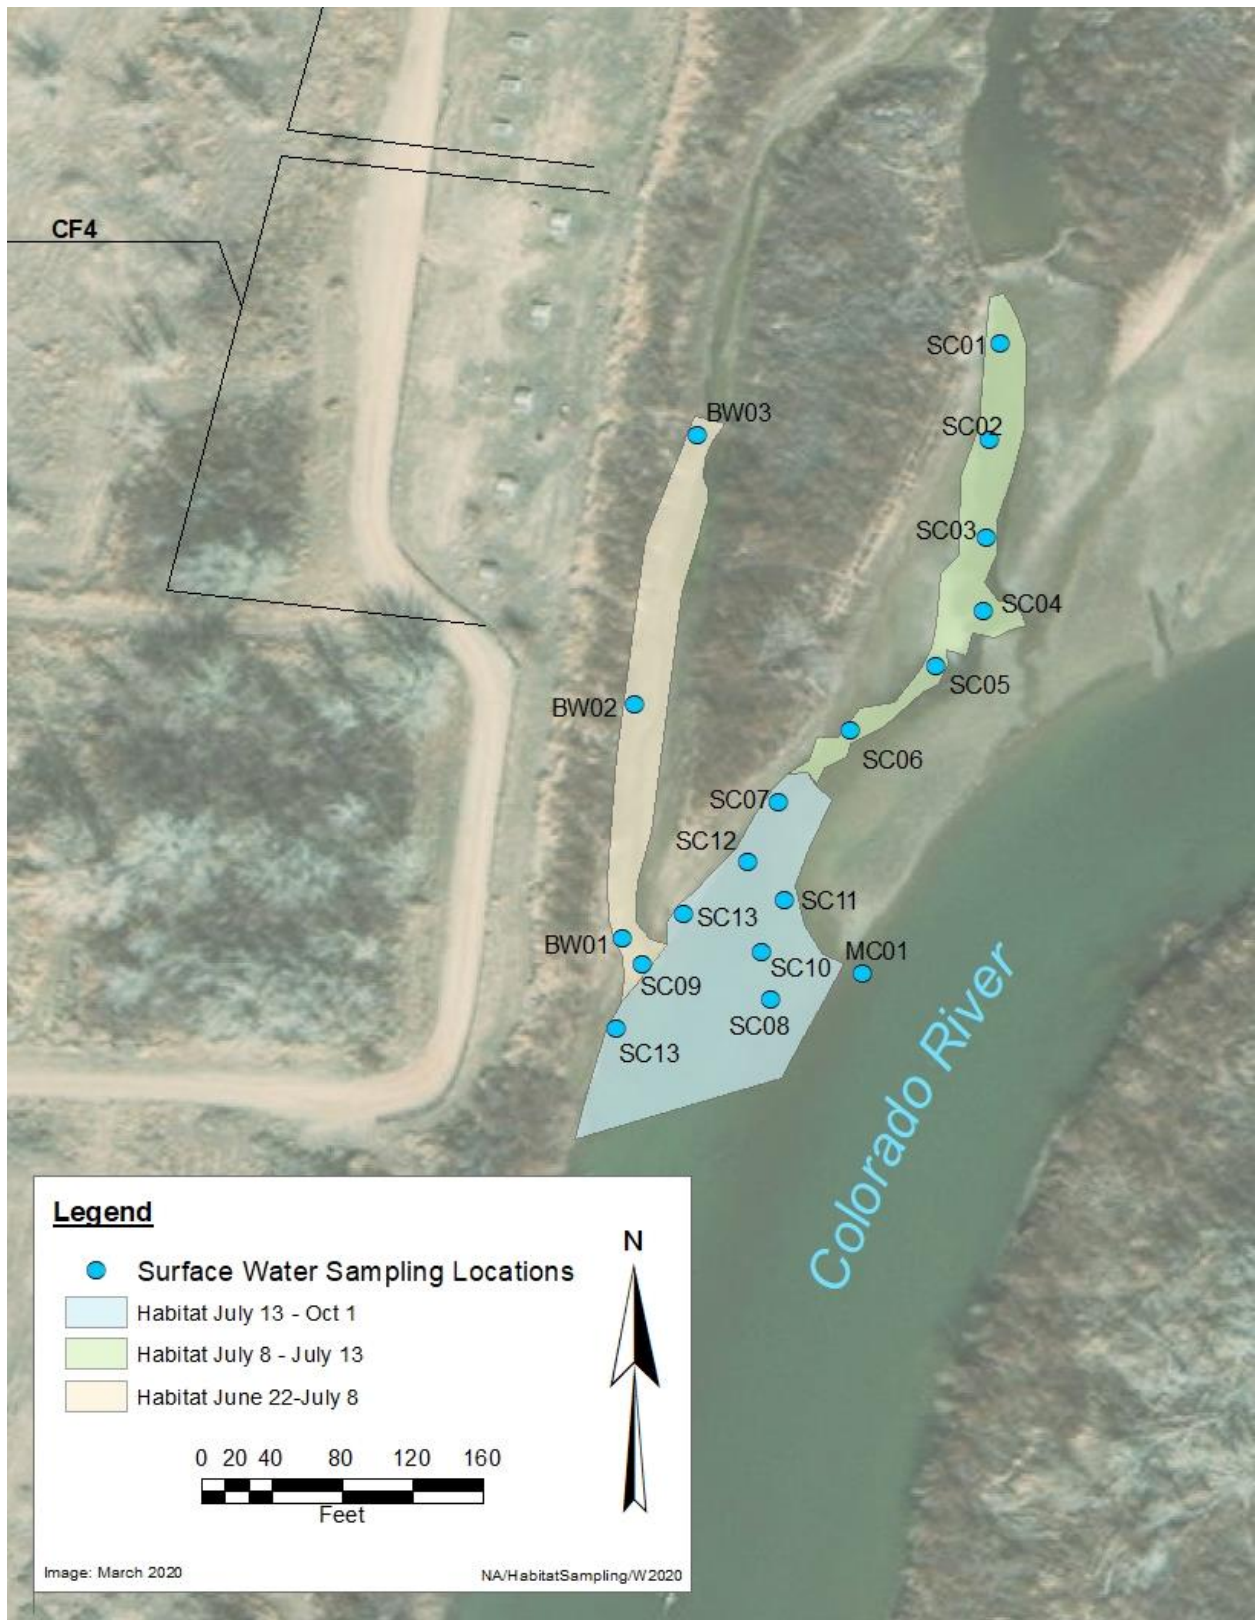 CF4
SC01
BW03
SC02
SC03
SC04
SC05
BW02
SC06
SC07
SC12
SC11
SC13
BW01
SC10
MC01
SC09
SC08
SC13
Colorado River
Legend
Surface Water Sampling Locations
Habitat July 13 - Oct 1
Habitat July 8 - July 13
Habitat June 22-July 8
N
0 20 40 80 120 160
Feet
Image: March 2020
NA/HabitatSampling/W2020